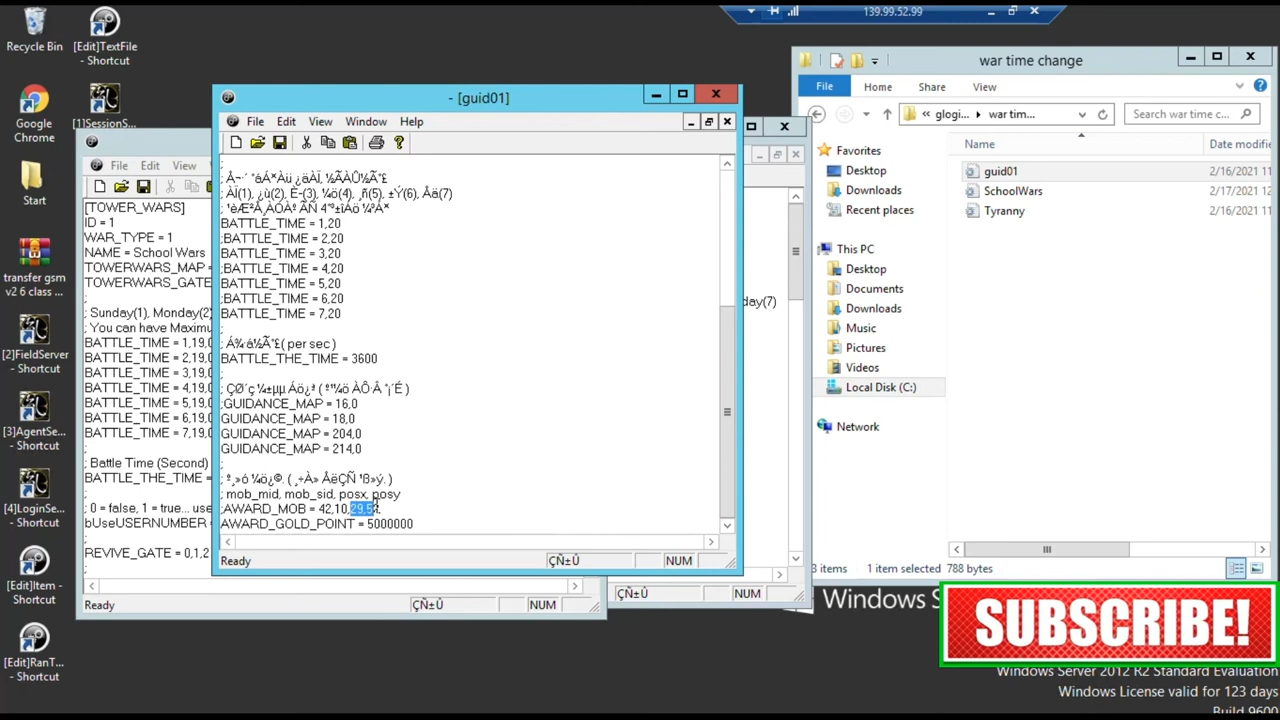 139.99.52.99
Recycle Bin
[Edit]TextFile
- Shortcut
Google
Chrome
[1]SessionS...
Start
transfer gsm
v2 6 class ...
[2]FieldServer
- Shortcut
[3]AgentSe...
- Shortcut
[4]LoginSe...
- Shortcut
[Edit]Item -
Shortcut
[Edit]RanT...
- Shortcut
File Edit View
[TOWER_WARS]
ID = 1
WAR_TYPE = 1
NAME = School Wars
TOWERWARS_MAP =
TOWERWARS_GATE
;
; Sunday(1), Monday(2)
; You can have Maximu
BATTLE_TIME = 1,19,0
BATTLE_TIME = 2,19,0
BATTLE_TIME = 3,19,0
BATTLE_TIME = 4,19,0
BATTLE_TIME = 5,19,0
BATTLE_TIME = 6,19,0
BATTLE_TIME = 7,19,0
;
; Battle Time (Second)
BATTLE_THE_TIME =
;
; 0 = false, 1 = true... use
bUseUSERNUMBER =
;
REVIVE_GATE = 0,1,2
;
Ready
ÇÑ±Û
NUM
- [guid01]
File Edit View Window Help
;
BATTLE_TIME = 1,20
;BATTLE_TIME = 2,20
BATTLE_TIME = 3,20
;BATTLE_TIME = 4,20
BATTLE_TIME = 5,20
;BATTLE_TIME = 6,20
BATTLE_TIME = 7,20
;
( per sec )
BATTLE_THE_TIME = 3600
;
;GUIDANCE_MAP = 16,0
GUIDANCE_MAP = 18,0
GUIDANCE_MAP = 204,0
GUIDANCE_MAP = 214,0
;
; mob_mid, mob_sid, posx, posy
;AWARD_MOB = 42,10,29,5
AWARD_GOLD_POINT = 5000000
Ready
ÇÑ±Û
NUM
day(7)
ÇÑ±Û
NUM
war time change
File Home Share View
« glogi... war tim...
Search war time c...
Name
Date modifie
Favorites
Desktop
Downloads
Recent places
This PC
Desktop
Documents
Downloads
Music
Pictures
Videos
Local Disk (C:)
Network
guid01 2/16/2021 11
SchoolWars 2/17/2021 12
Tyranny 2/16/2021 11
3 items 1 item selected 788 bytes
SUBSCRIBE!
Windows S
Windows Server 2012 R2 Standard Evaluation
Windows License valid for 123 days
Build 9600